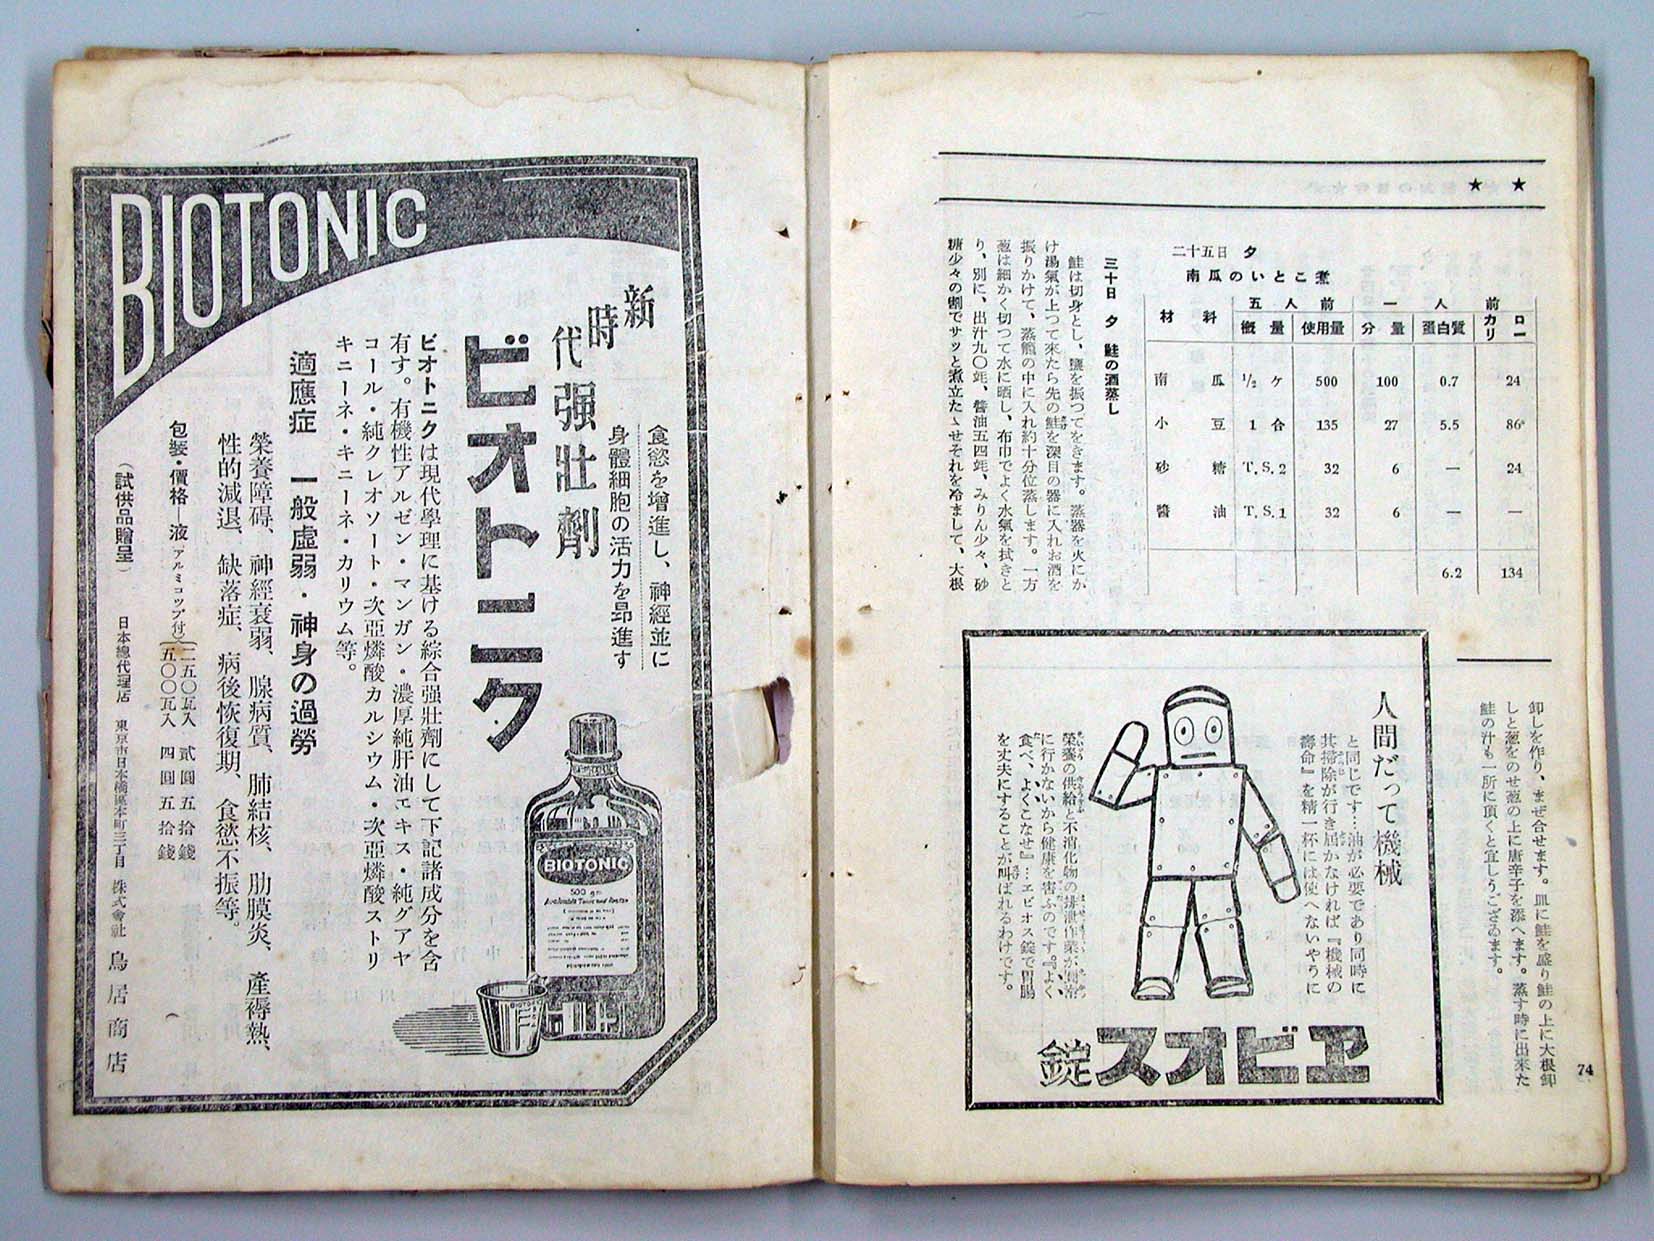 ★ ★
二十五日 夕
南瓜のいとこ煮
材料 五人前 一人前
概量 使用量 分量 蛋白質 カロリー
南瓜 1/2ケ 500 100 0.7 24
小豆 1合 135 27 5.5 86
砂糖 T.S.2 32 6 — 24
醬油 T.S.1 32 6 — —
6.2 134
三十日 夕 鮭の酒蒸し
鮭は切身とし、鹽を振つてをきます。蒸器を火にか
け湯氣が上つて來たら先の鮭を深目の器に入れお酒を
振りかけて、蒸籠の中に入れ約十分位蒸します。一方
葱は細かく切つて水に晒し、布巾でよく水氣を拭きと
り、別に、出汁九〇竓、醬油五四竓、みりん少々、砂
糖少々の割でサッと煮立たゝせそれを冷まして、大根
卸しを作り、まぜ合せます。皿に鮭を盛り鮭の上に大根卸
しと葱をのせ葱の上に唐辛子を添へます。蒸す時に出來た
鮭の汁も一所に頂くと宜しうござゐます。
74
人間だつて機械
と同じです…油が必要であり同時に
其掃除が行き屆かなければ『機械の
壽命』を精一杯には使へないやうに
榮養の供給と不消化物の排泄作業が圓滑
に行かないから健康を害ふのです。『よく
食べ、よくこなせ』…エビオス錠で胃腸
を丈夫にすることが叫ばれるわけです。
エビオス錠
BIOTONIC
食慾を增進し、神經並に
身體細胞の活力を昂進す
新時代强壯劑
ビオトニク
ビオトニクは現代學理に基ける綜合强壯劑にして下記諸成分を含
有す。有機性アルゼン・マンガン・濃厚純肝油エキス・純グアヤ
コール・純クレオソート・次亞燐酸カルシウム・次亞燐酸ストリ
キニーネ・キニーネ・カリウム等。
適應症 一般虛弱・神身の過勞
榮養障碍、神經衰弱、腺病質、肺結核、肋膜炎、產褥熱、
性的減退、缺落症、病後恢復期、食慾不振等。
包裝・價格—液(アルミコップ付)
二五〇瓦入 貳圓五拾錢
五〇〇瓦入 四圓五拾錢
(試供品贈呈)
日本總代理店 東京市日本橋區本町三丁目 株式會社 鳥居商店
BIOTONIC
500 gr.
BIOTONIC